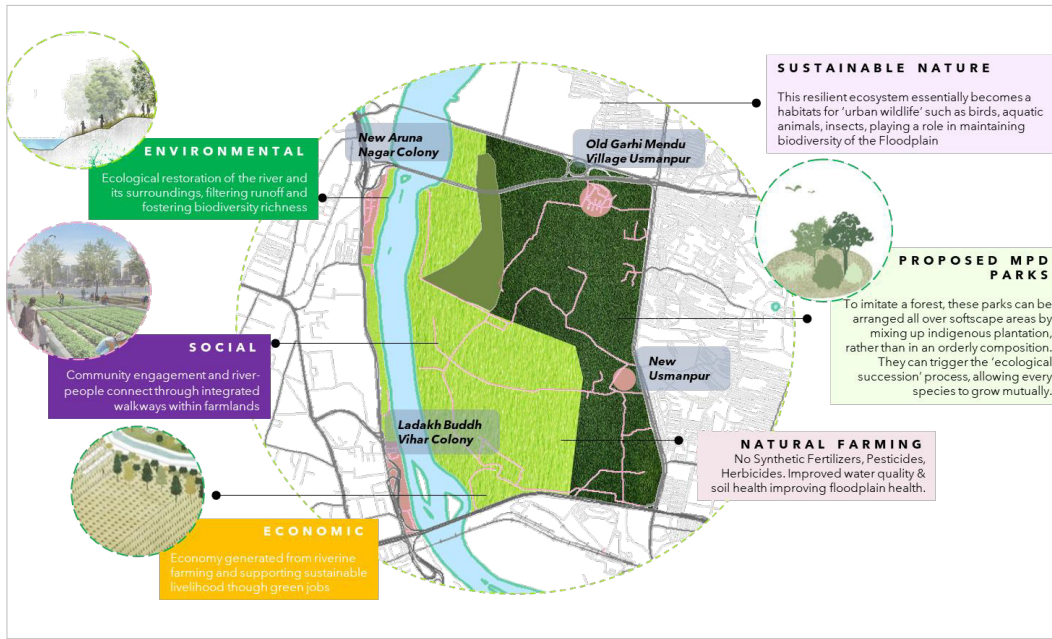 SUSTAINABLE NATURE
This resilient ecosystem essentially becomes a
habitats for 'urban wildlife' such as birds, aquatic
animals, insects, playing a role in maintaining
biodiversity of the Floodplain
New Aruna
Nagar Colony
Old Garhi Mendu
Village Usmanpur
ENVIRONMENTAL
Ecological restoration of the river and
its surroundings, filtering runoff and
fostering biodiversity richness
PROPOSED MPD
PARKS
To imitate a forest, these parks can be
arranged all over softscape areas by
mixing up indigenous plantation,
rather than in an orderly composition.
They can trigger the 'ecological
succession' process, allowing every
species to grow mutually.
SOCIAL
Community engagement and river-
people connect through integrated
walkways within farmlands
New
Usmanpur
Ladakh Buddh
Vihar Colony
NATURAL FARMING
No Synthetic Fertilizers, Pesticides,
Herbicides. Improved water quality &
soil health improving floodplain health.
ECONOMIC
Economy generated from riverine
farming and supporting sustainable
livelihood though green jobs